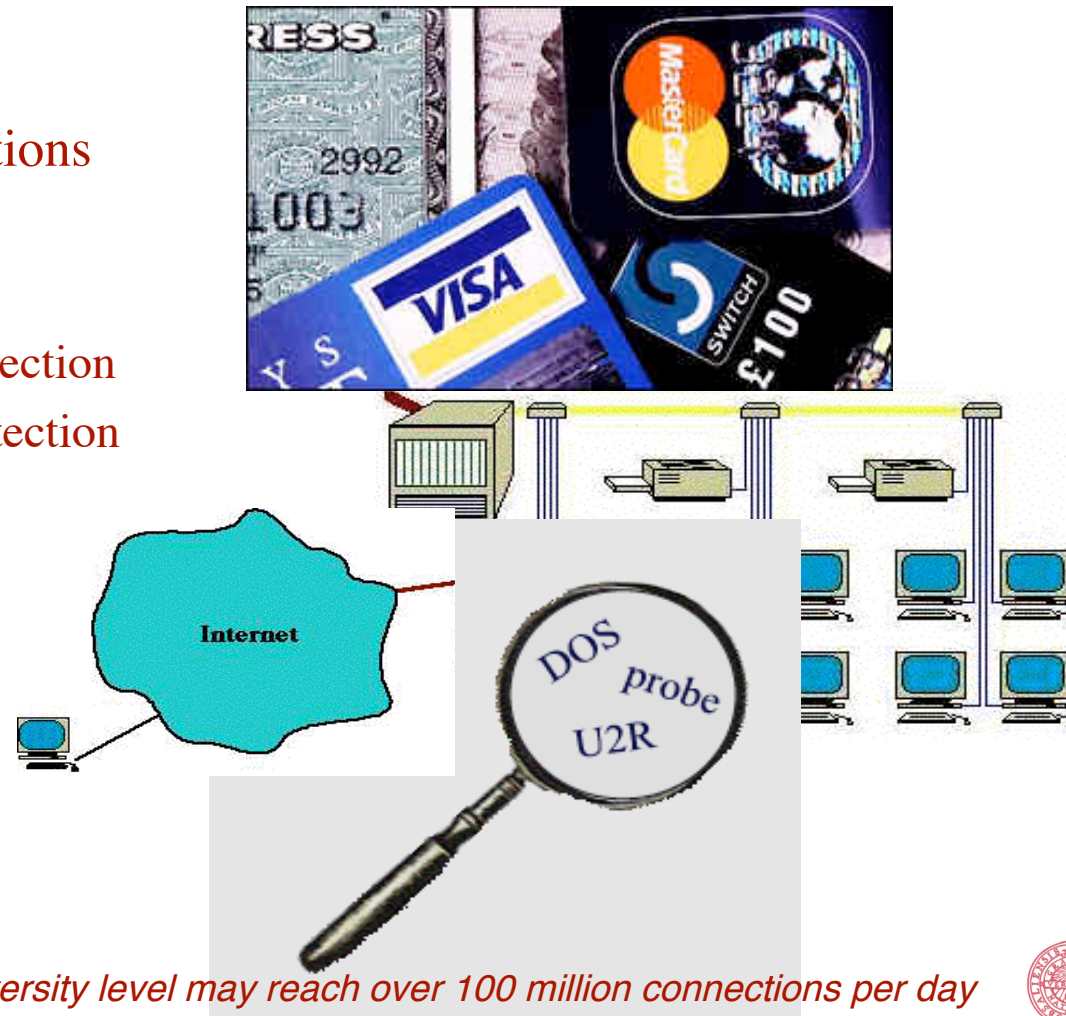 RESS
tions
2992
1003
MasterCard
VISA
SWITCH
£100
Y S
ection
tection
Internet
DOS
probe
U2R
versity level may reach over 100 million connections per day